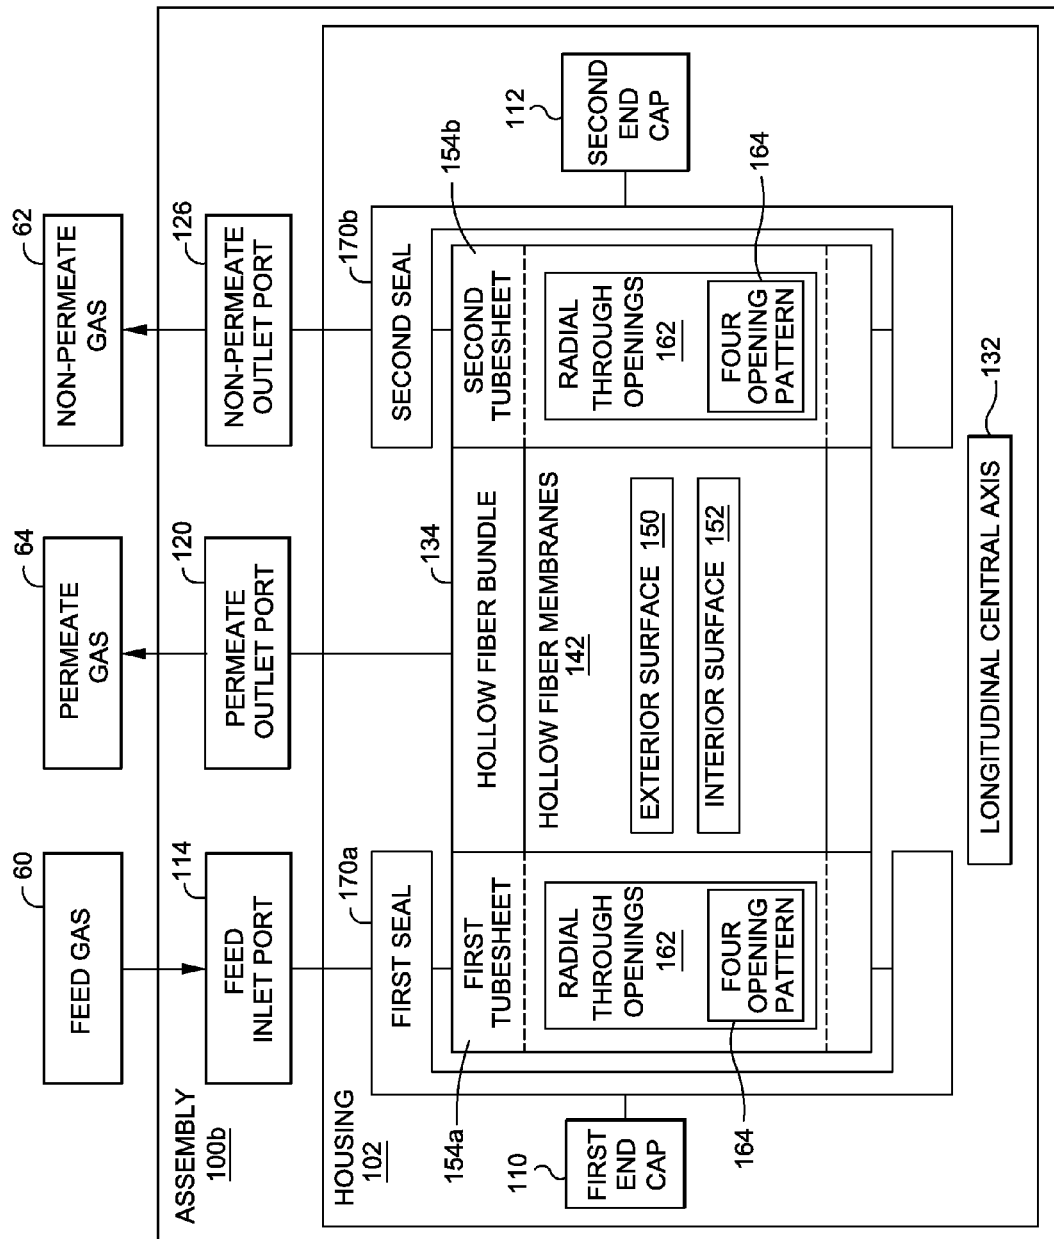 60
FEED GAS
64
PERMEATE
GAS
62
NON-PERMEATE
GAS
ASSEMBLY
100b
114
FEED
INLET PORT
120
PERMEATE
OUTLET PORT
126
NON-PERMEATE
OUTLET PORT
HOUSING
102
170a
FIRST SEAL
170b
SECOND SEAL
154a
FIRST
TUBESHEET
134
HOLLOW FIBER BUNDLE
154b
SECOND
TUBESHEET
HOLLOW FIBER MEMBRANES
142
RADIAL
THROUGH
OPENINGS
162
FOUR
OPENING
PATTERN
164
EXTERIOR SURFACE 150
INTERIOR SURFACE 152
RADIAL
THROUGH
OPENINGS
162
FOUR
OPENING
PATTERN
164
110
FIRST
END
CAP
112
SECOND
END
CAP
132
LONGITUDINAL CENTRAL AXIS